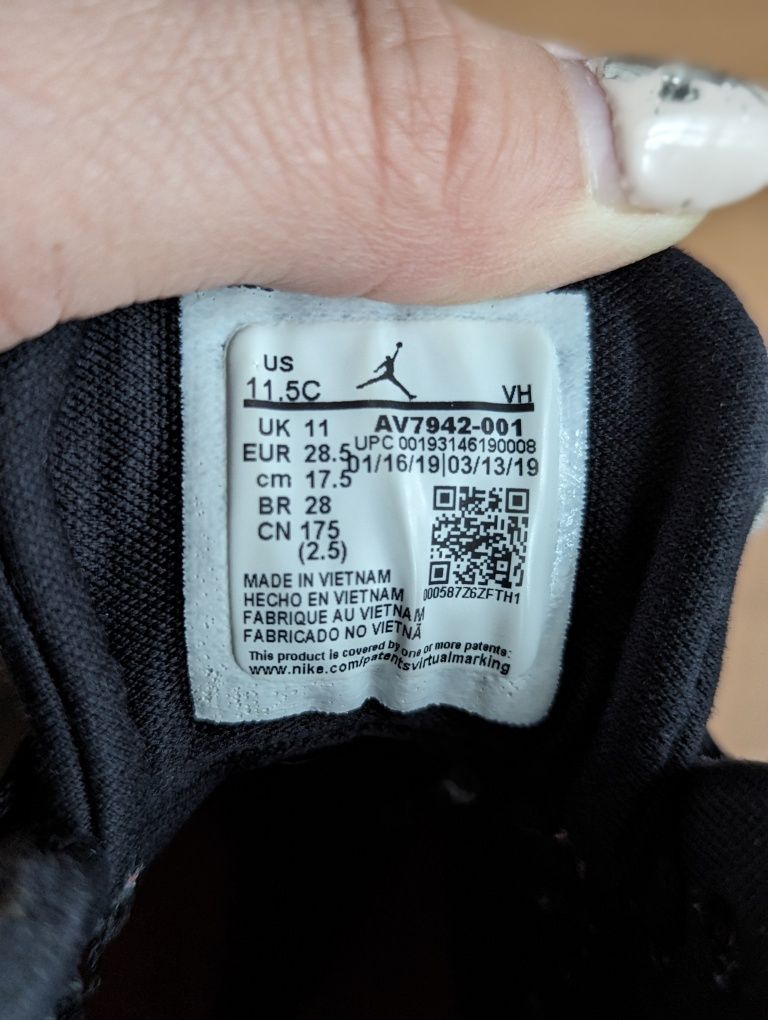 US
11.5C VH
UK 11 AV7942-001
UPC 00193146190008
EUR 28.5
01/16/19|03/13/19
cm 17.5
BR 28
CN 175
(2.5)
MADE IN VIETNAM
HECHO EN VIETNAM 000587Z6ZFTH1
FABRIQUE AU VIETNAM
FABRICADO NO VIETNÃ
This product is covered by one or more patents:
www.nike.com/patentsvirtualmarking